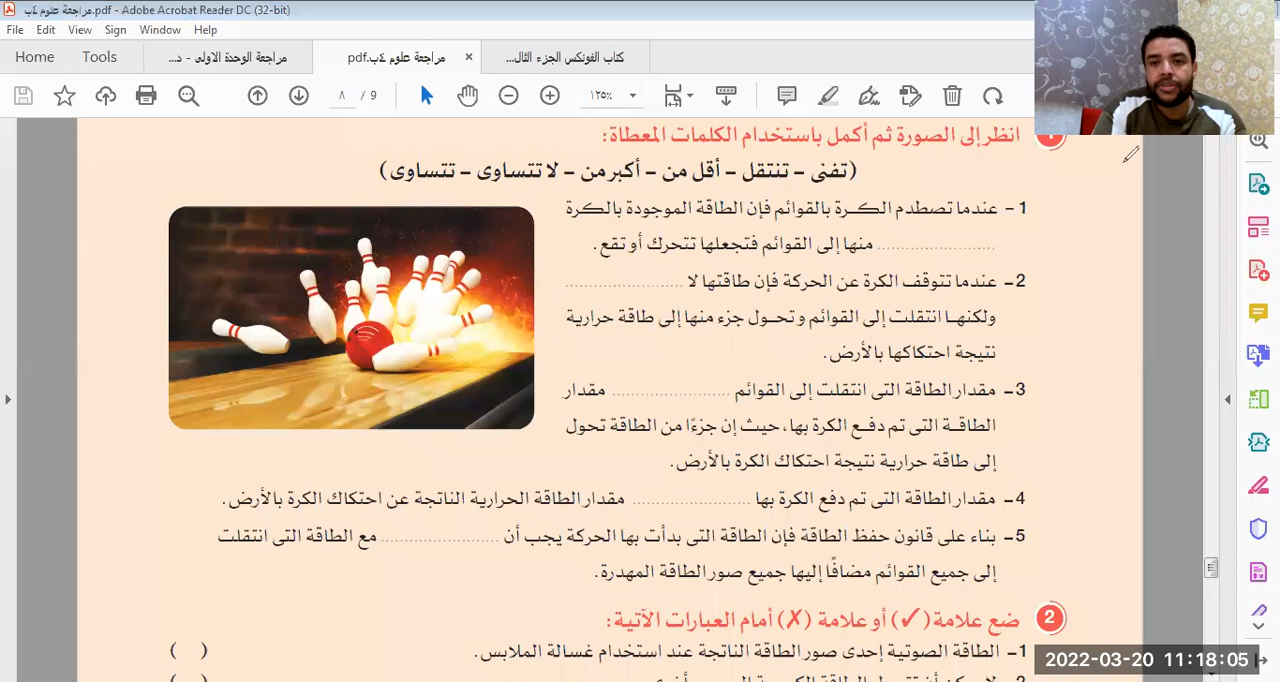 مراجعة علوم ٤ب.pdf - Adobe Acrobat Reader DC (32-bit)
File Edit View Sign Window Help
Home Tools مراجعة الوحدة الاولى - د... مراجعة علوم ٤ب.pdf × كتاب الفونكس الجزء الثال...
٨ / 9 ١٢٥٪
1 انظر إلى الصورة ثم أكمل باستخدام الكلمات المعطاة:
(تفنى – تنتقل – أقل من – أكبر من – لا تتساوى – تتساوى)
1- عندما تصطدم الكرة بالقوائم فإن الطاقة الموجودة بالكرة
........................ منها إلى القوائم فتجعلها تتحرك أو تقع.
2- عندما تتوقف الكرة عن الحركة فإن طاقتها لا ........................
ولكنها انتقلت إلى القوائم وتحول جزء منها إلى طاقة حرارية
نتيجة احتكاكها بالأرض.
3- مقدار الطاقة التى انتقلت إلى القوائم ........................ مقدار
الطاقة التى تم دفع الكرة بها، حيث إن جزءًا من الطاقة تحول
إلى طاقة حرارية نتيجة احتكاك الكرة بالأرض.
4- مقدار الطاقة التى تم دفع الكرة بها ........................ مقدار الطاقة الحرارية الناتجة عن احتكاك الكرة بالأرض.
5- بناء على قانون حفظ الطاقة فإن الطاقة التى بدأت بها الحركة يجب أن ........................ مع الطاقة التى انتقلت
إلى جميع القوائم مضافًا إليها جميع صور الطاقة المهدرة.
2 ضع علامة (✓) أو علامة (✗) أمام العبارات الآتية:
1- الطاقة الصوتية إحدى صور الطاقة الناتجة عند استخدام غسالة الملابس. ( )
2022-03-20 11:18:05